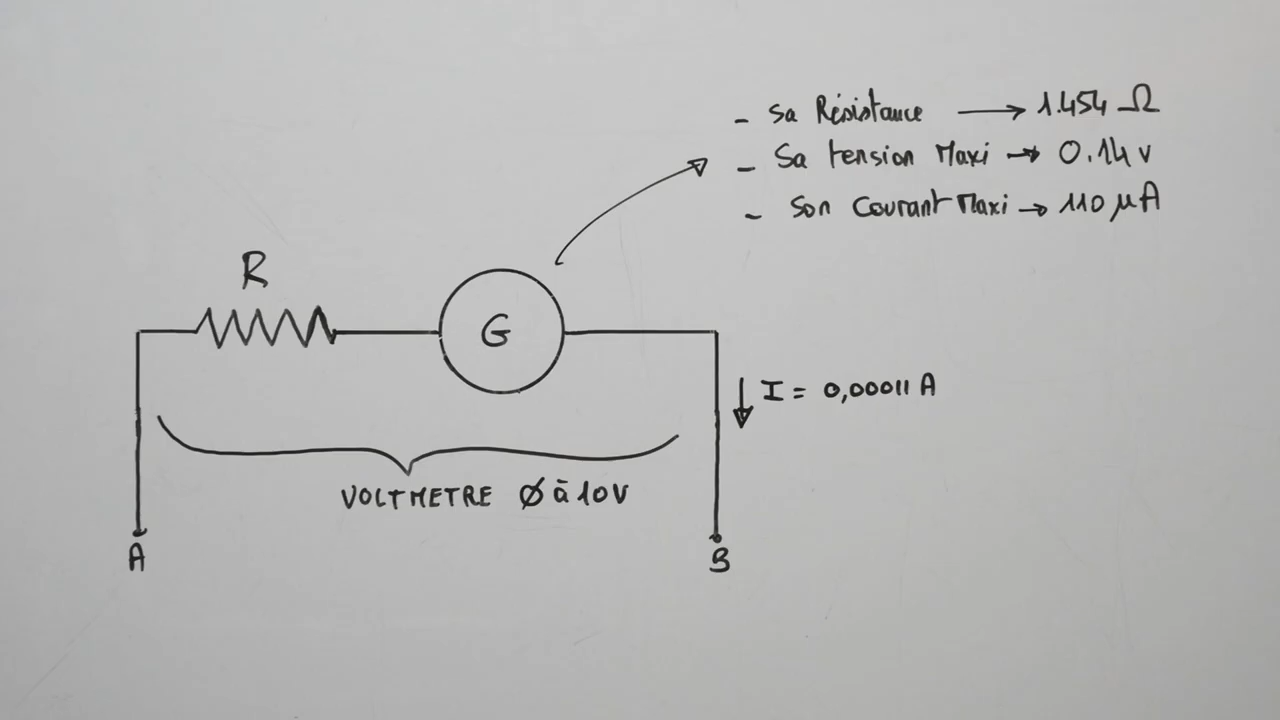 - Sa Résistance → 1.454 Ω
- Sa tension Maxi → 0.14 v
- Son Courant Maxi → 110 µA
R
G
I = 0,00011 A
VOLTMETRE Ø à 10V
A
B